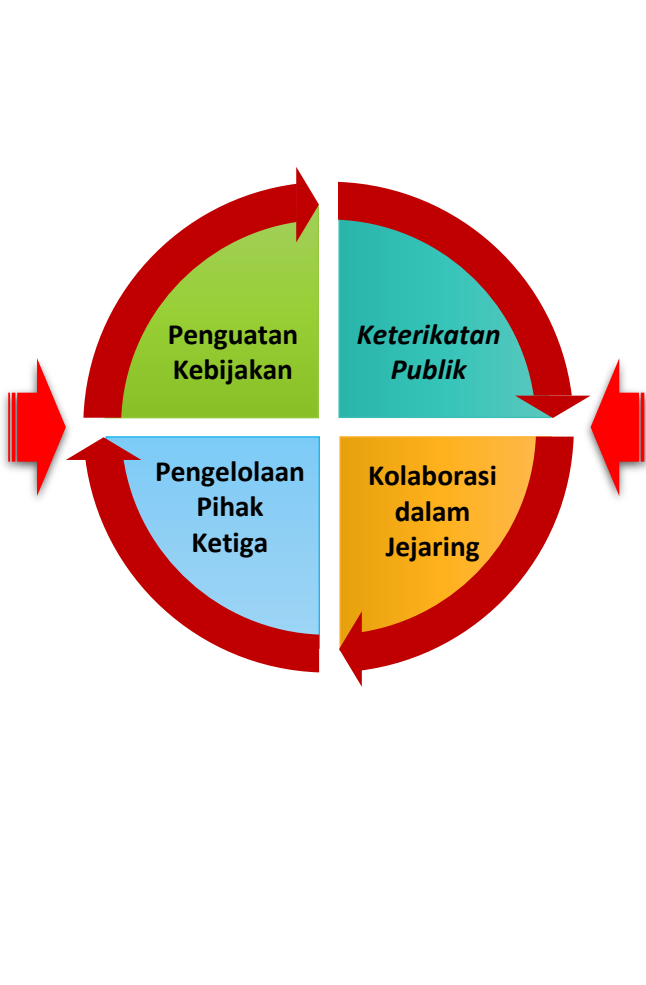 Penguatan
Kebijakan
Keterikatan
Publik
Pengelolaan
Pihak
Ketiga
Kolaborasi
dalam
Jejaring